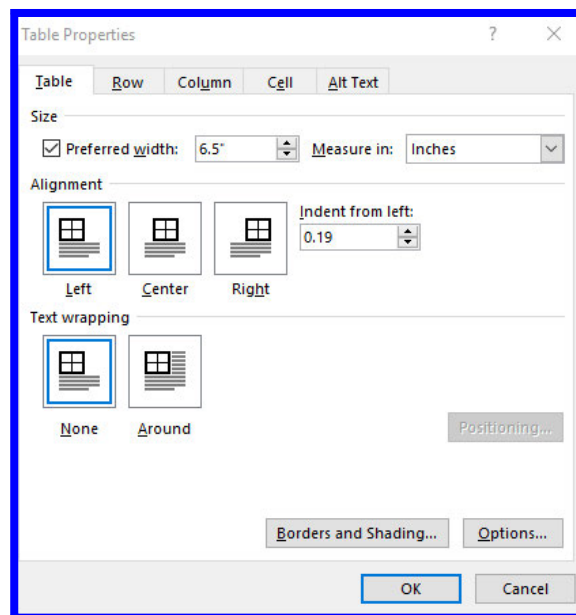 Table Properties ?
Table Row Column Cell Alt Text
Size
Preferred width: 6.5" Measure in: Inches
Alignment
Indent from left:
0.19
Left Center Right
Text wrapping
None Around
Positioning...
Borders and Shading... Options...
OK Cancel